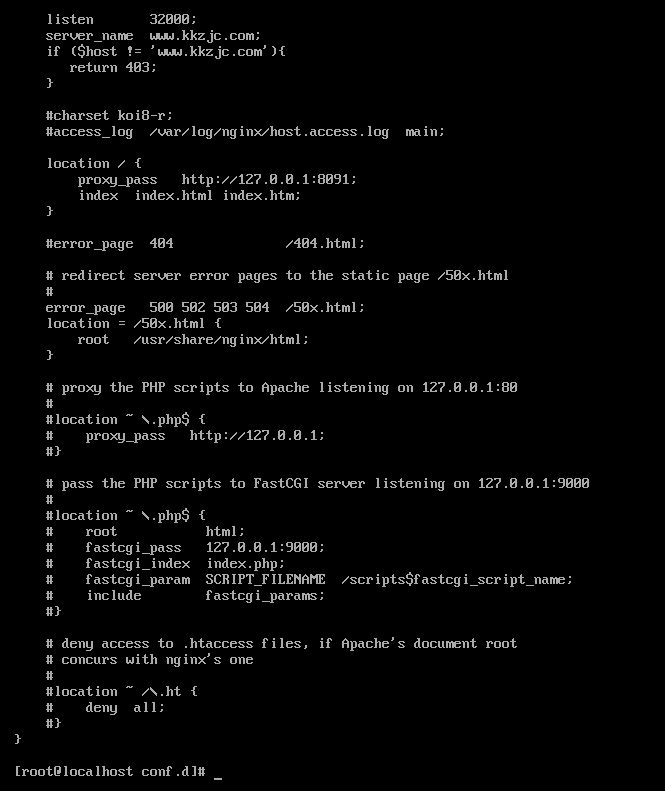 listen       32000;
    server_name  www.kkzjc.com;
    if ($host != 'www.kkzjc.com'){
       return 403;
    }

    #charset koi8-r;
    #access_log  /var/log/nginx/host.access.log  main;

    location / {
        proxy_pass   http://127.0.0.1:8091;
        index  index.html index.htm;
    }

    #error_page  404              /404.html;

    # redirect server error pages to the static page /50x.html
    #
    error_page   500 502 503 504  /50x.html;
    location = /50x.html {
        root   /usr/share/nginx/html;
    }

    # proxy the PHP scripts to Apache listening on 127.0.0.1:80
    #
    #location ~ \.php$ {
    #    proxy_pass   http://127.0.0.1;
    #}

    # pass the PHP scripts to FastCGI server listening on 127.0.0.1:9000
    #
    #location ~ \.php$ {
    #    root           html;
    #    fastcgi_pass   127.0.0.1:9000;
    #    fastcgi_index  index.php;
    #    fastcgi_param  SCRIPT_FILENAME  /scripts$fastcgi_script_name;
    #    include        fastcgi_params;
    #}

    # deny access to .htaccess files, if Apache's document root
    # concurs with nginx's one
    #
    #location ~ /\.ht {
    #    deny  all;
    #}
}

[root@localhost conf.d]# _